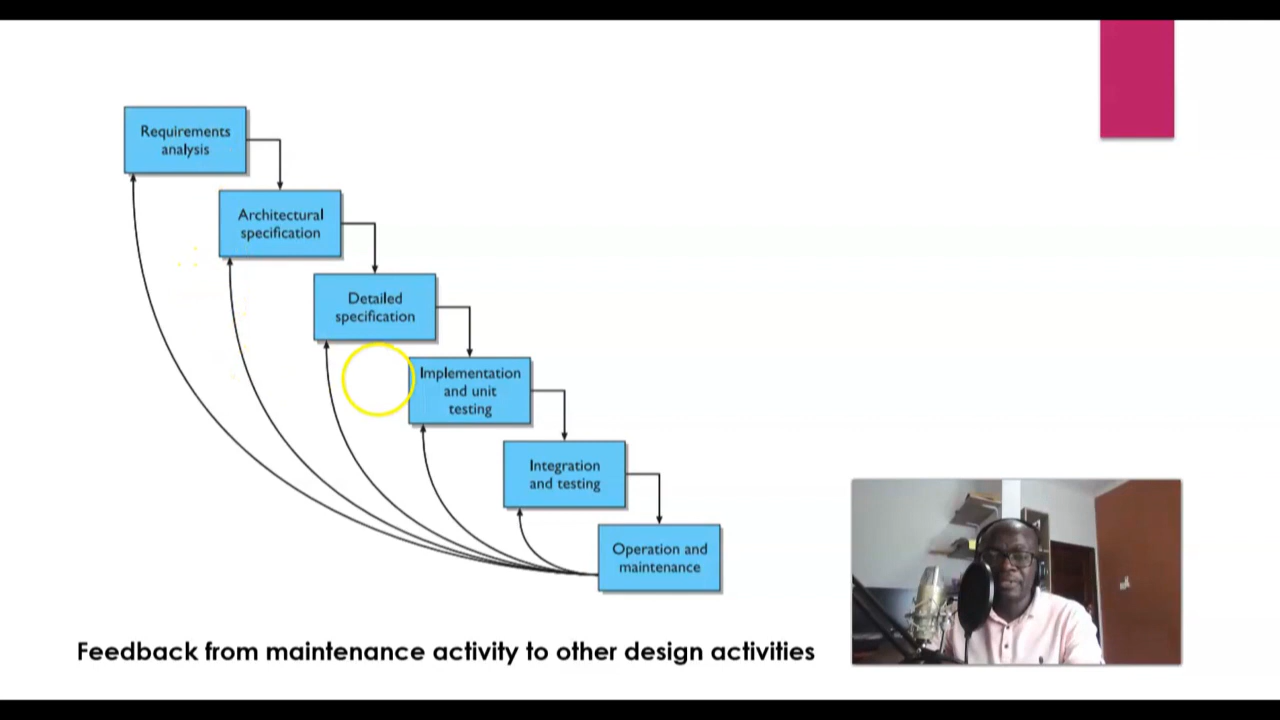 Requirements
analysis
Architectural
specification
Detailed
specification
Implementation
and unit
testing
Integration
and testing
Operation and
maintenance
Feedback from maintenance activity to other design activities